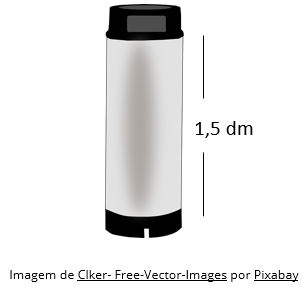 1,5 dm
Imagem de Clker- Free-Vector-Images por Pixabay